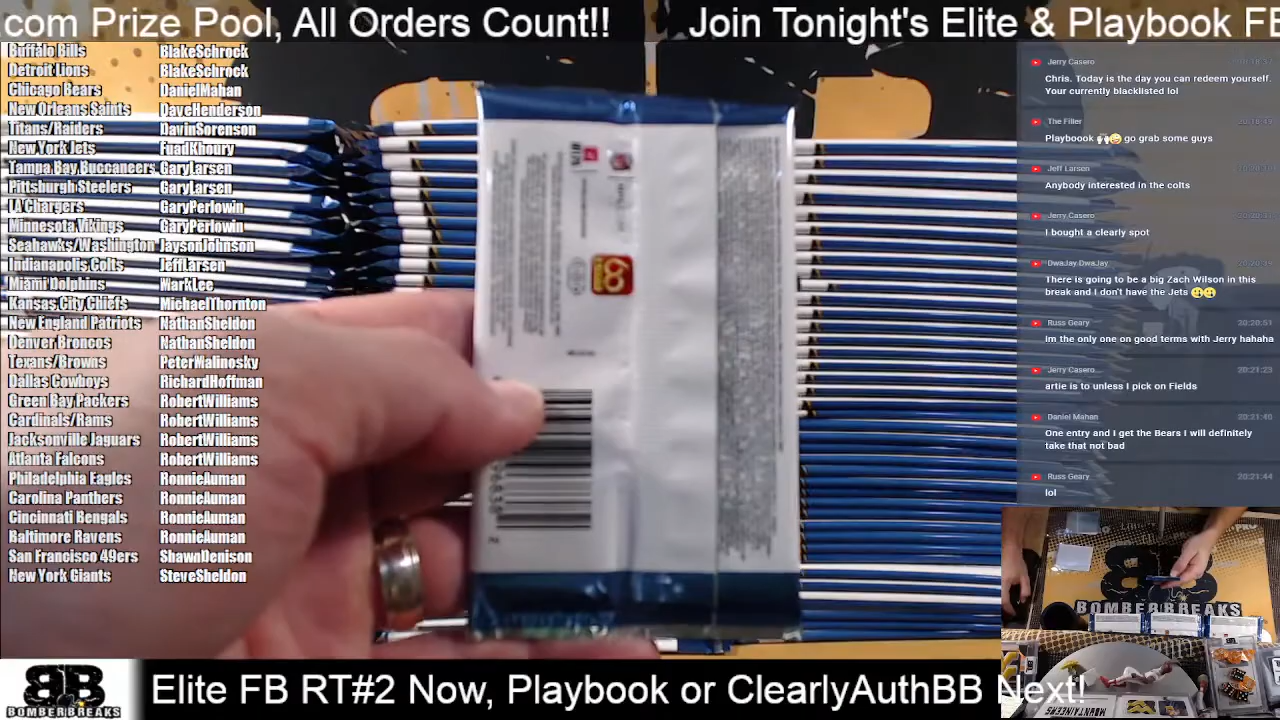 .com Prize Pool, All Orders Count!!
Join Tonight's Elite & Playbook FB
Buffalo Bills BlakeSchrock
Detroit Lions BlakeSchrock
Chicago Bears DanielMahan
New Orleans Saints DaveHenderson
Titans/Raiders DavinSorenson
New York Jets FuadKhoury
Tampa Bay Buccaneers GaryLarsen
Pittsburgh Steelers GaryLarsen
LA Chargers GaryPerlowin
Minnesota Vikings GaryPerlowin
Seahawks/Washington JaysonJohnson
Indianapolis Colts JeffLarsen
Miami Dolphins MarkLee
Kansas City Chiefs MichaelThornton
New England Patriots NathanSheldon
Denver Broncos NathanSheldon
Texans/Browns PeterMalinosky
Dallas Cowboys RichardHoffman
Green Bay Packers RobertWilliams
Cardinals/Rams RobertWilliams
Jacksonville Jaguars RobertWilliams
Atlanta Falcons RobertWilliams
Philadelphia Eagles RonnieAuman
Carolina Panthers RonnieAuman
Cincinnati Bengals RonnieAuman
Baltimore Ravens RonnieAuman
San Francisco 49ers ShawnDenison
New York Giants SteveSheldon
Jerry Casero
Chris. Today is the day you can redeem yourself.
Your currently blacklisted lol
The Filler
Playboook 🙌🏻😋 go grab some guys
Jeff Larsen
Anybody interested in the colts
Jerry Casero
I bought a clearly spot
DwaJay DwaJay
There is going to be a big Zach Wilson in this
break and I don't have the Jets
Russ Geary 20:20:51
Im the only one on good terms with Jerry hahaha
Jerry Casero 20:21:23
artie is to unless I pick on Fields
Daniel Mahan
One entry and I get the Bears I will definitely
take that not bad
Russ Geary 20:21:44
lol
BOMBERBREAKS
MOUNTAINEERS
BB
BOMBERBREAKS
Elite FB RT#2 Now, Playbook or ClearlyAuthBB Next!